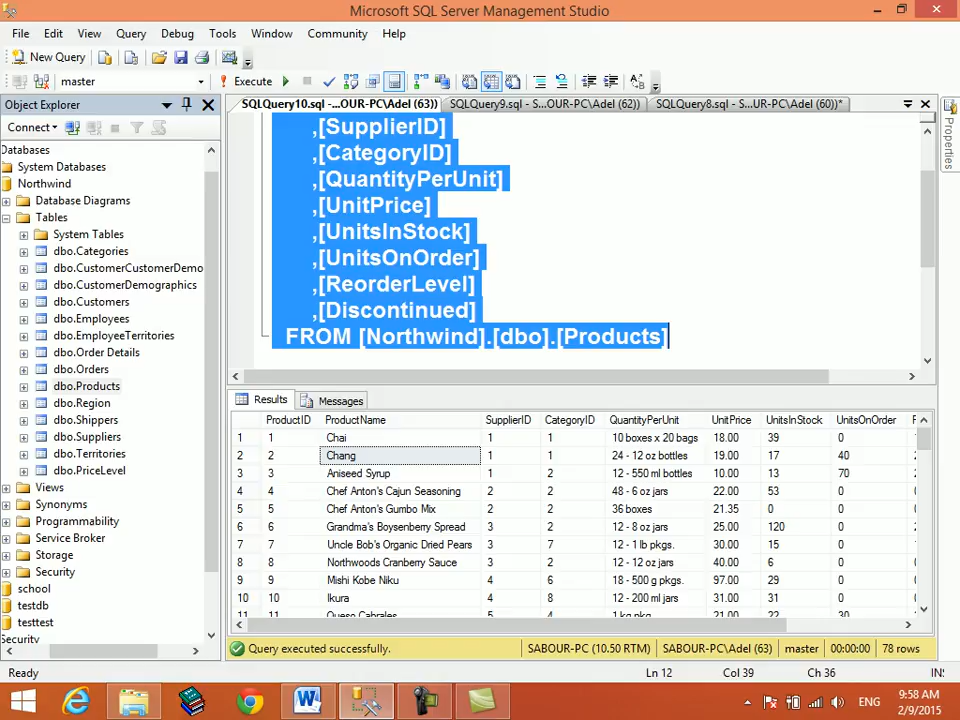 Microsoft SQL Server Management Studio
File Edit View Query Debug Tools Window Community Help
New Query
master Execute
Object Explorer
SQLQuery10.sql -...OUR-PC\Adel (63)) SQLQuery9.sql - S...OUR-PC\Adel (62)) SQLQuery8.sql - S...UR-PC\Adel (60))*
Properties
Connect
Databases
System Databases
Northwind
Database Diagrams
Tables
System Tables
dbo.Categories
dbo.CustomerCustomerDemo
dbo.CustomerDemographics
dbo.Customers
dbo.Employees
dbo.EmployeeTerritories
dbo.Order Details
dbo.Orders
dbo.Products
dbo.Region
dbo.Shippers
dbo.Suppliers
dbo.Territories
dbo.PriceLevel
Views
Synonyms
Programmability
Service Broker
Storage
Security
school
testdb
testtest
Security
,[SupplierID]
,[CategoryID]
,[QuantityPerUnit]
,[UnitPrice]
,[UnitsInStock]
,[UnitsOnOrder]
,[ReorderLevel]
,[Discontinued]
FROM [Northwind].[dbo].[Products]
Results Messages
ProductID ProductName SupplierID CategoryID QuantityPerUnit UnitPrice UnitsInStock UnitsOnOrder
1 1 Chai 1 1 10 boxes x 20 bags 18.00 39 0
2 2 Chang 1 1 24 - 12 oz bottles 19.00 17 40
3 3 Aniseed Syrup 1 2 12 - 550 ml bottles 10.00 13 70
4 4 Chef Anton's Cajun Seasoning 2 2 48 - 6 oz jars 22.00 53 0
5 5 Chef Anton's Gumbo Mix 2 2 36 boxes 21.35 0 0
6 6 Grandma's Boysenberry Spread 3 2 12 - 8 oz jars 25.00 120 0
7 7 Uncle Bob's Organic Dried Pears 3 7 12 - 1 lb pkgs. 30.00 15 0
8 8 Northwoods Cranberry Sauce 3 2 12 - 12 oz jars 40.00 6 0
9 9 Mishi Kobe Niku 4 6 18 - 500 g pkgs. 97.00 29 0
10 10 Ikura 4 8 12 - 200 ml jars 31.00 31 0
11 11 Queso Cabrales 5 4 1 kg pkg. 21.00 22 30
Query executed successfully. SABOUR-PC (10.50 RTM) SABOUR-PC\Adel (63) master 00:00:00 78 rows
Ready Ln 12 Col 39 Ch 36 INS
ENG
9:58 AM
2/9/2015